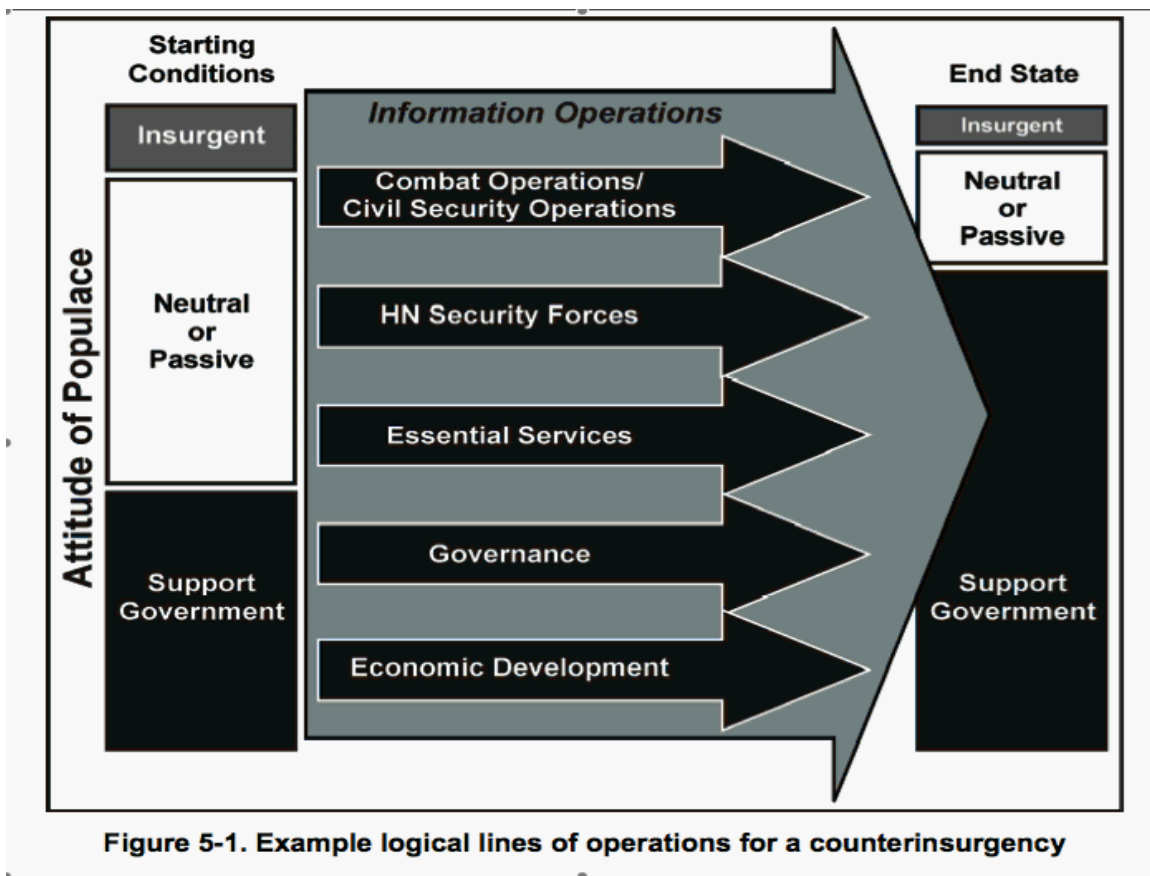 Starting
Conditions
End State
Attitude of Populace
Insurgent
Neutral
or
Passive
Support
Government
Information Operations
Combat Operations/
Civil Security Operations
HN Security Forces
Essential Services
Governance
Economic Development
Insurgent
Neutral
or
Passive
Support
Government
Figure 5-1. Example logical lines of operations for a counterinsurgency